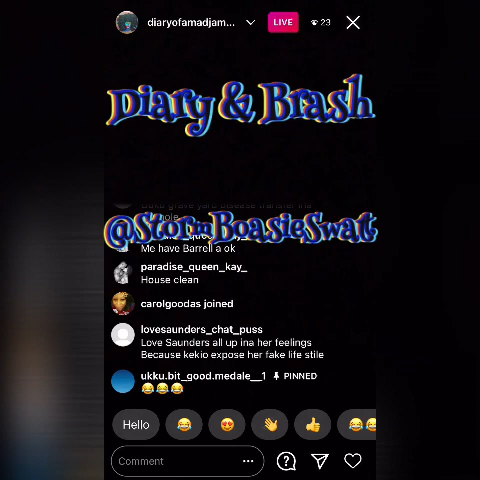 diaryofamadjam...
LIVE
23
Diary & Brash
@StormBoasieSwatt
Me have Barrell a ok
paradise_queen_kay_
House clean
carolgoodas joined
lovesaunders_chat_puss
Love Saunders all up ina her feelings
Because kekio expose her fake life stile
ukku.bit_good.medale__1 PINNED
😂😂😂
Hello
Comment